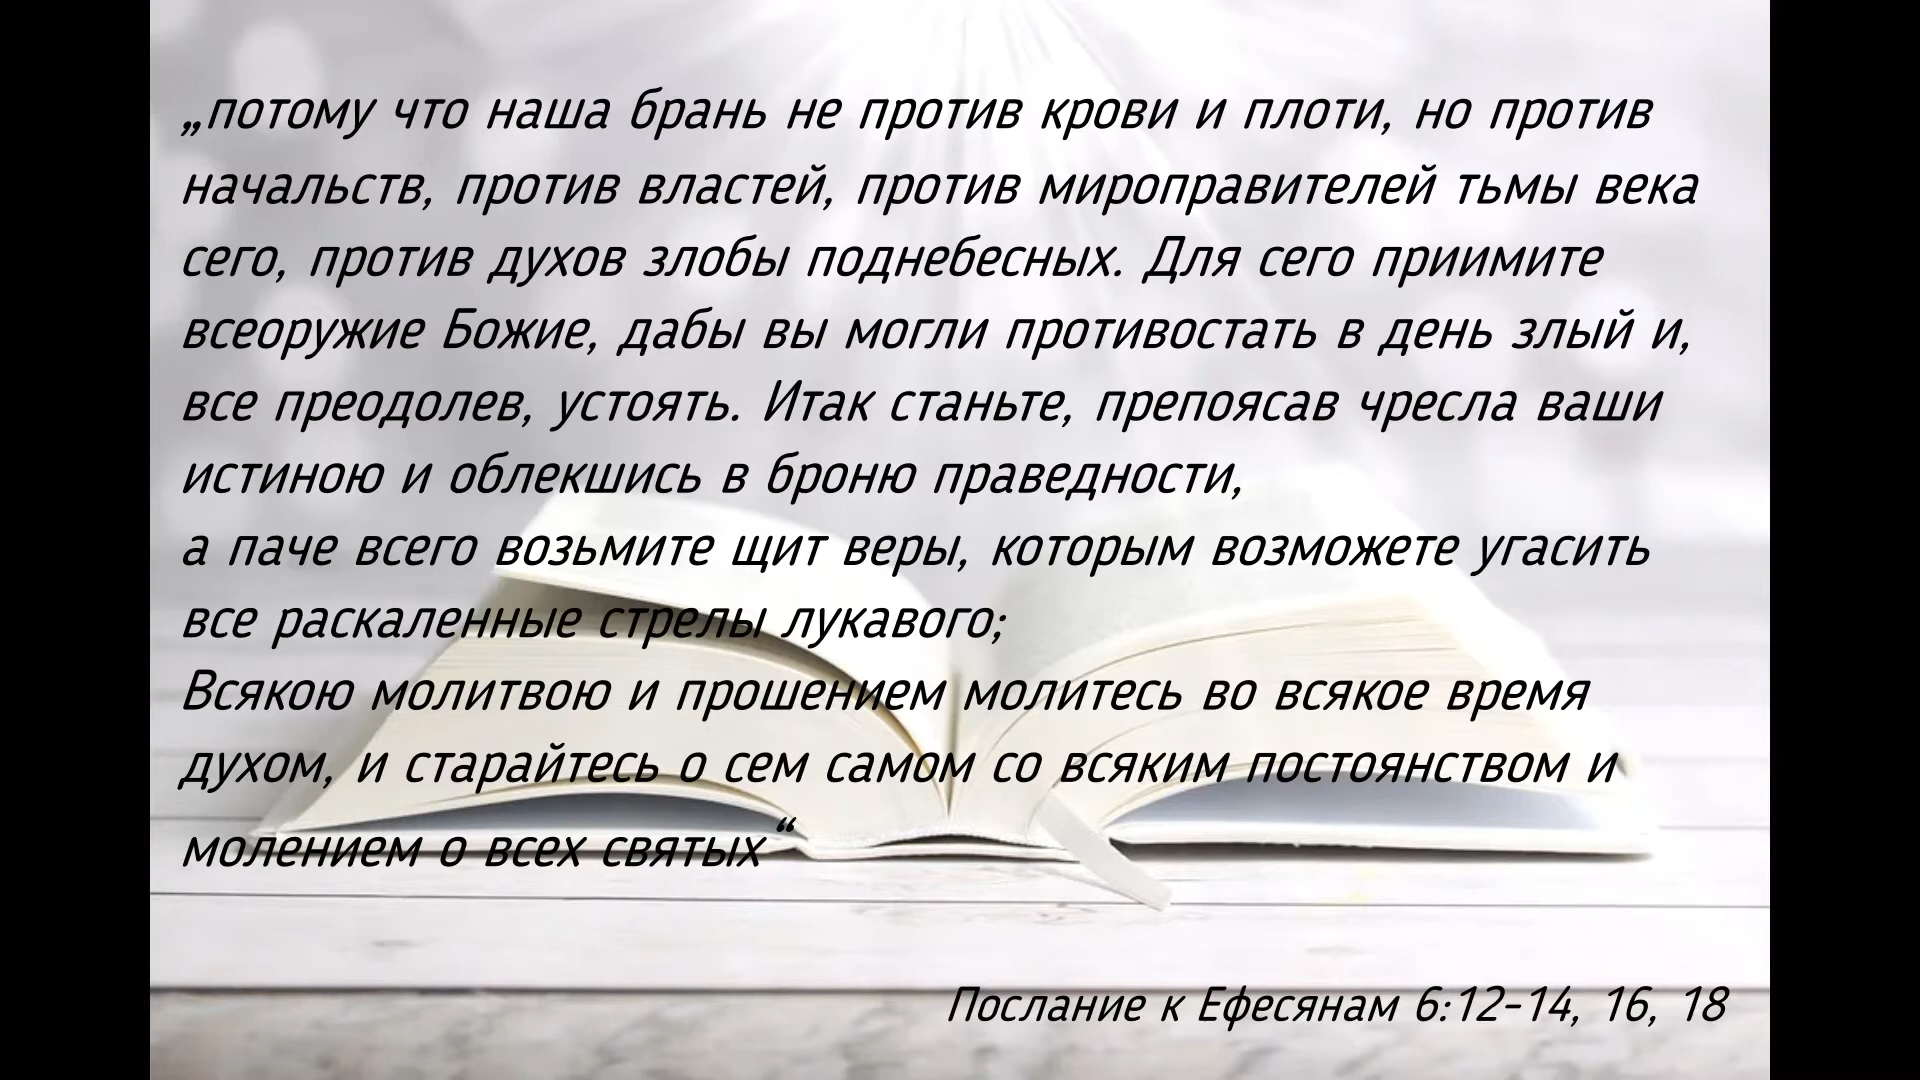 „потому что наша брань не против крови и плоти, но против
начальств, против властей, против мироправителей тьмы века
сего, против духов злобы поднебесных. Для сего приимите
всеоружие Божие, дабы вы могли противостать в день злый и,
все преодолев, устоять. Итак станьте, препоясав чресла ваши
истиною и облекшись в броню праведности,
а паче всего возьмите щит веры, которым возможете угасить
все раскаленные стрелы лукавого;
Всякою молитвою и прошением молитесь во всякое время
духом, и старайтесь о сем самом со всяким постоянством и
молением о всех святых“
Послание к Ефесянам 6:12-14, 16, 18